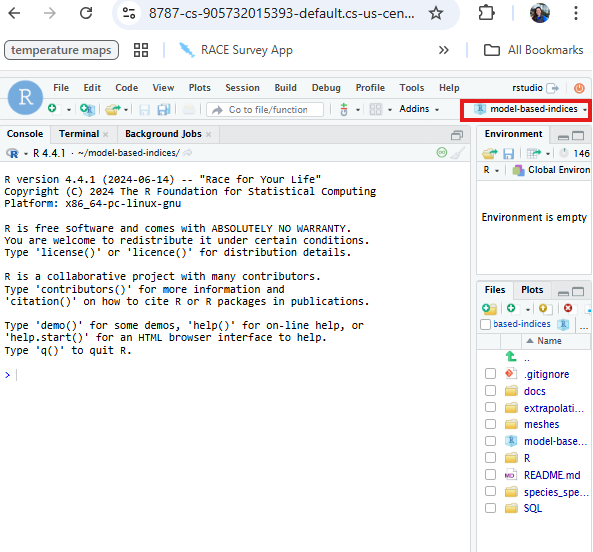 8787-cs-905732015393-default.cs-us-cen...
temperature maps
RACE Survey App
»
All Bookmarks
R
File Edit Code View Plots Session Build Debug Profile Tools Help
rstudio
Go to file/function
Addins
model-based-indices
Console Terminal × Background Jobs ×
R 4.4.1 · ~/model-based-indices/
R version 4.4.1 (2024-06-14) -- "Race for Your Life"
Copyright (C) 2024 The R Foundation for Statistical Computing
Platform: x86_64-pc-linux-gnu
R is free software and comes with ABSOLUTELY NO WARRANTY.
You are welcome to redistribute it under certain conditions.
Type 'license()' or 'licence()' for distribution details.
R is a collaborative project with many contributors.
Type 'contributors()' for more information and
'citation()' on how to cite R or R packages in publications.
Type 'demo()' for some demos, 'help()' for on-line help, or
'help.start()' for an HTML browser interface to help.
Type 'q()' to quit R.
>
Environment
146
R Global Environ
Environment is empty
Files Plots
based-indices ...
Name
..
.gitignore
docs
extrapolati...
meshes
model-base...
R
README.md
species_spe...
SQL